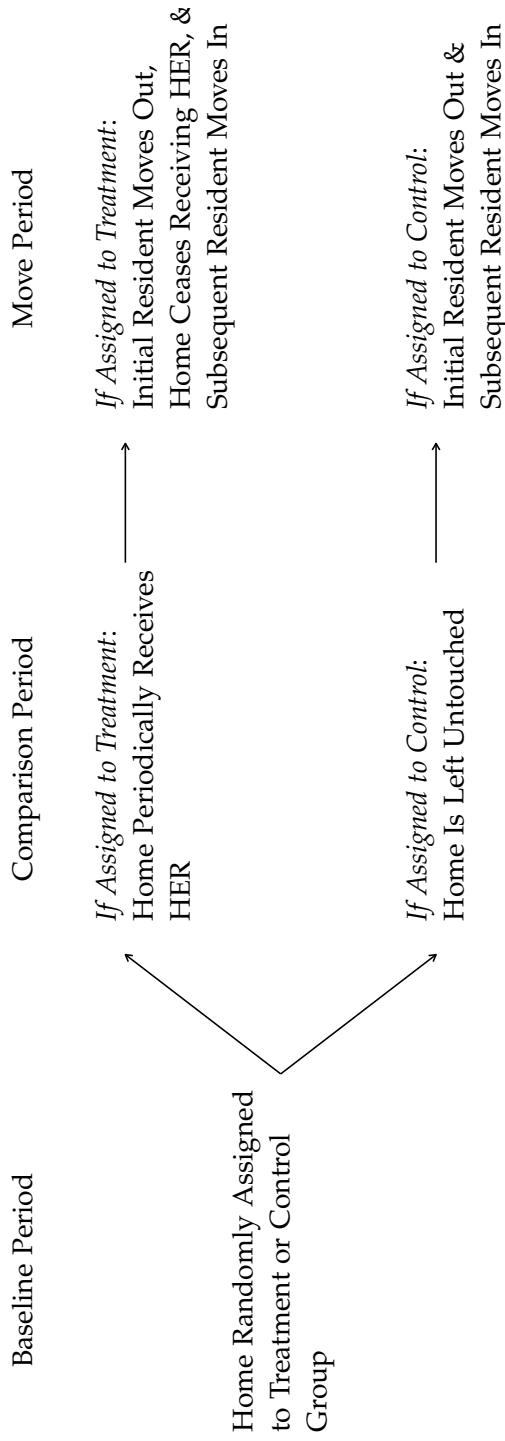 Baseline Period
Comparison Period
Move Period
Home Randomly Assigned
to Treatment or Control
Group
If Assigned to Treatment:
Home Periodically Receives
HER
If Assigned to Treatment:
Initial Resident Moves Out,
Home Ceases Receiving HER, &
Subsequent Resident Moves In
If Assigned to Control:
Home Is Left Untouched
If Assigned to Control:
Initial Resident Moves Out &
Subsequent Resident Moves In